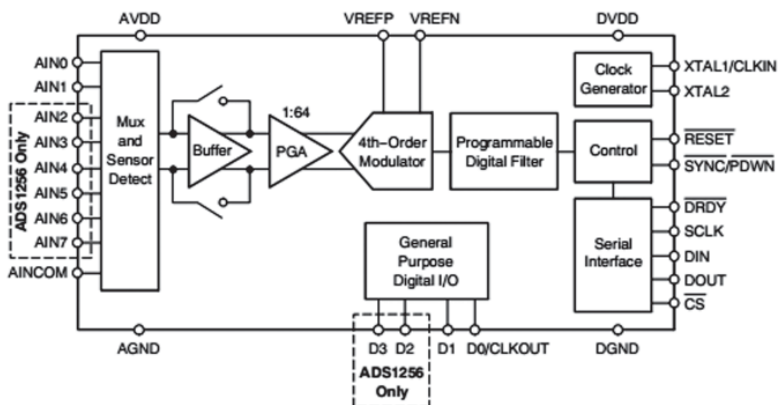 AVDD
VREFP
VREFN
DVDD
AIN0
AIN1
AIN2
AIN3
AIN4
AIN5
AIN6
AIN7
AINCOM
ADS1256 Only
Mux
and
Sensor
Detect
Buffer
1:64
PGA
4th-Order
Modulator
Programmable
Digital Filter
Clock
Generator
Control
Serial
Interface
General
Purpose
Digital I/O
XTAL1/CLKIN
XTAL2
RESET
SYNC/PDWN
DRDY
SCLK
DIN
DOUT
CS
AGND
D3
D2
D1
D0/CLKOUT
DGND
ADS1256
Only